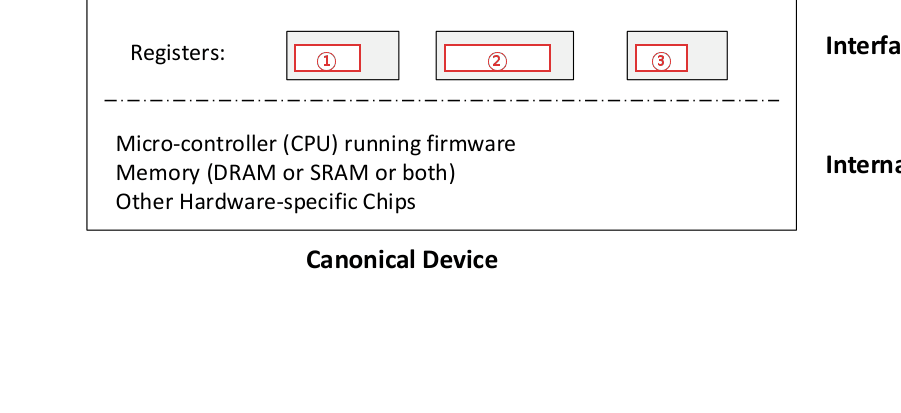 Registers: ① ② ③
Interfa
Micro-controller (CPU) running firmware
Memory (DRAM or SRAM or both)
Interna
Other Hardware-specific Chips
Canonical Device